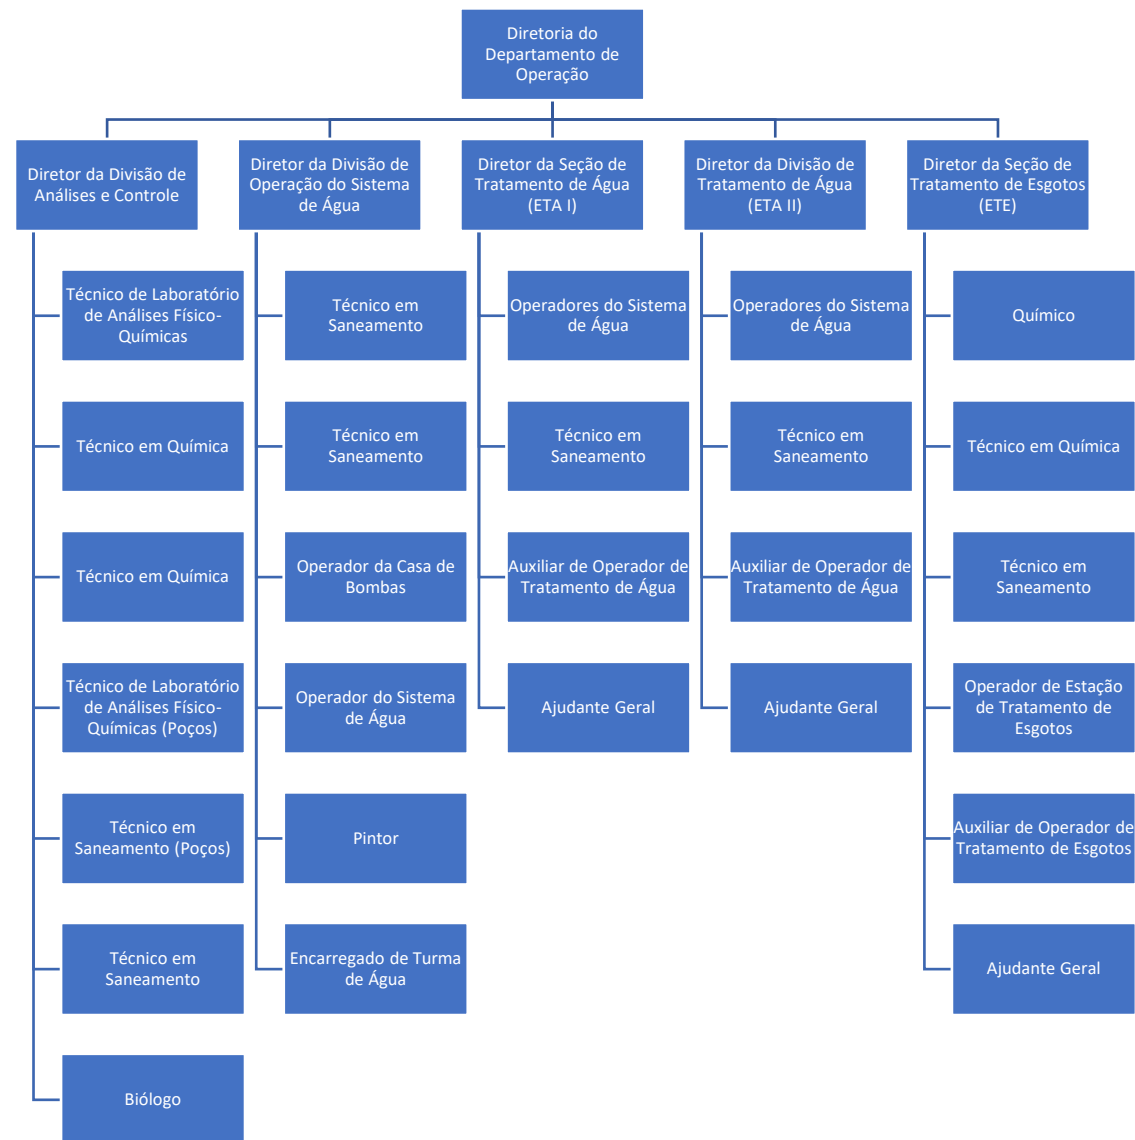 Diretoria do
Departamento de
Operação
Diretor da Divisão de
Análises e Controle
Diretor da Divisão de
Operação do Sistema
de Água
Diretor da Seção de
Tratamento de Água
(ETA I)
Diretor da Divisão de
Tratamento de Água
(ETA II)
Diretor da Seção de
Tratamento de Esgotos
(ETE)
Técnico de Laboratório
de Análises Físico-
Químicas
Técnico em Química
Técnico em Química
Técnico de Laboratório
de Análises Físico-
Químicas (Poços)
Técnico em
Saneamento (Poços)
Técnico em
Saneamento
Biólogo
Técnico em
Saneamento
Técnico em
Saneamento
Operador da Casa de
Bombas
Operador do Sistema
de Água
Pintor
Encarregado de Turma
de Água
Operadores do Sistema
de Água
Técnico em
Saneamento
Auxiliar de Operador de
Tratamento de Água
Ajudante Geral
Operadores do Sistema
de Água
Técnico em
Saneamento
Auxiliar de Operador de
Tratamento de Água
Ajudante Geral
Químico
Técnico em Química
Técnico em
Saneamento
Operador de Estação
de Tratamento de
Esgotos
Auxiliar de Operador de
Tratamento de Esgotos
Ajudante Geral